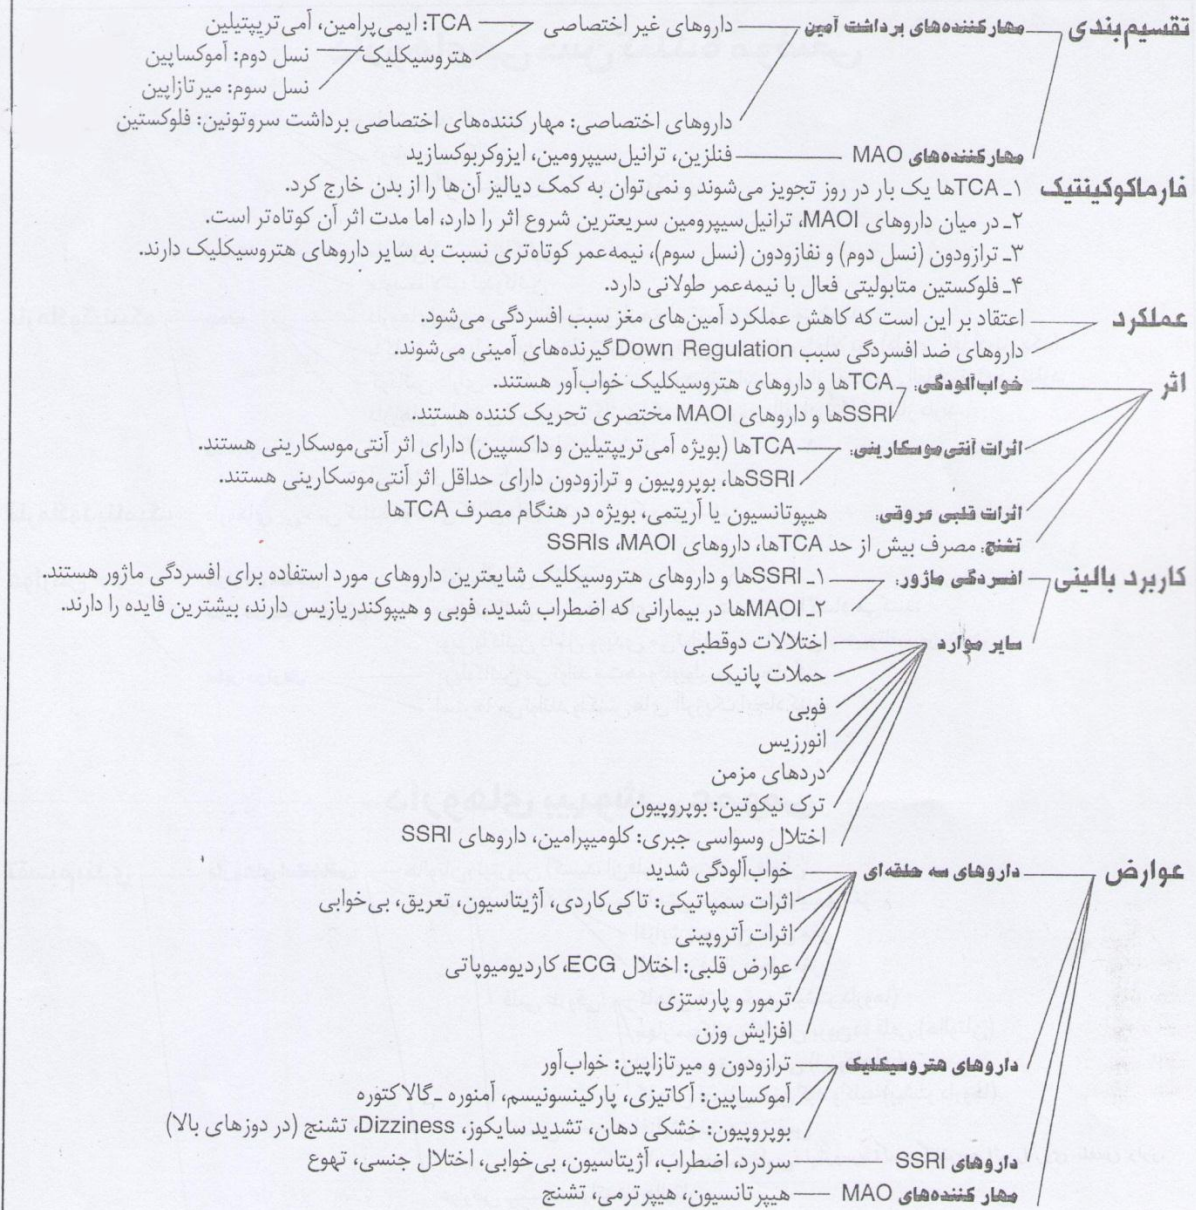 تقسیم‌بندی مهارکننده‌های برداشت آمین داروهای غیر اختصاصی TCA: ایمی‌پرامین، آمی‌تریپتیلین
هتروسیکلیک نسل دوم: آموکساپین
نسل سوم: میرتازاپین
داروهای اختصاصی: مهار کننده‌های اختصاصی برداشت سروتونین: فلوکستین
مهارکننده‌های MAO فنلزین، ترانیل‌سیپرومین، ایزوکربوکسازید
فارماکوکینتیک ۱ـ TCAها یک بار در روز تجویز می‌شوند و نمی‌توان به کمک دیالیز آن‌ها را از بدن خارج کرد.
۲ـ در میان داروهای MAOI، ترانیل‌سیپرومین سریعترین شروع اثر را دارد، اما مدت اثر آن کوتاه‌تر است.
۳ـ ترازودون (نسل دوم) و نفازودون (نسل سوم)، نیمه‌عمر کوتاه‌تری نسبت به سایر داروهای هتروسیکلیک دارند.
۴ـ فلوکستین متابولیتی فعال با نیمه‌عمر طولانی دارد.
عملکرد اعتقاد بر این است که کاهش عملکرد آمین‌های مغز سبب افسردگی می‌شود.
داروهای ضد افسردگی سبب Down Regulation گیرنده‌های آمینی می‌شوند.
اثر خواب‌آلودگی: TCAها و داروهای هتروسیکلیک خواب‌آور هستند.
SSRIها و داروهای MAOI مختصری تحریک کننده هستند.
اثرات آنتی‌موسکارینی: TCAها (بویژه آمی‌تریپتیلین و داکسپین) دارای اثر آنتی‌موسکارینی هستند.
SSRIها، بوپروپیون و ترازودون دارای حداقل اثر آنتی‌موسکارینی هستند.
اثرات قلبی عروقی: هیپوتانسیون یا آریتمی، بویژه در هنگام مصرف TCAها
تشنج: مصرف بیش از حد TCAها، داروهای MAOI، SSRIs
کاربرد بالینی افسردگی ماژور: ۱ـ SSRIها و داروهای هتروسیکلیک شایعترین داروهای مورد استفاده برای افسردگی ماژور هستند.
۲ـ MAOIها در بیمارانی که اضطراب شدید، فوبی و هیپوکندریازیس دارند، بیشترین فایده را دارند.
سایر موارد اختلالات دوقطبی
حملات پانیک
فوبی
انورزیس
دردهای مزمن
ترک نیکوتین: بوپروپیون
اختلال وسواسی جبری: کلومیپرامین، داروهای SSRI
عوارض داروهای سه حلقه‌ای خواب‌آلودگی شدید
اثرات سمپاتیکی: تاکی‌کاردی، آژیتاسیون، تعریق، بی‌خوابی
اثرات آتروپینی
عوارض قلبی: اختلال ECG، کاردیومیوپاتی
ترمور و پارستزی
افزایش وزن
داروهای هتروسیکلیک ترازودون و میرتازاپین: خواب‌آور
آموکساپین: آکاتیزی، پارکینسونیسم، آمنوره ـ گالاکتوره
بوپروپیون: خشکی دهان، تشدید سایکوز، Dizziness، تشنج (در دوزهای بالا)
داروهای SSRI سردرد، اضطراب، آژیتاسیون، بی‌خوابی، اختلال جنسی، تهوع
مهار کننده‌های MAO هیپرتانسیون، هیپرترمی، تشنج